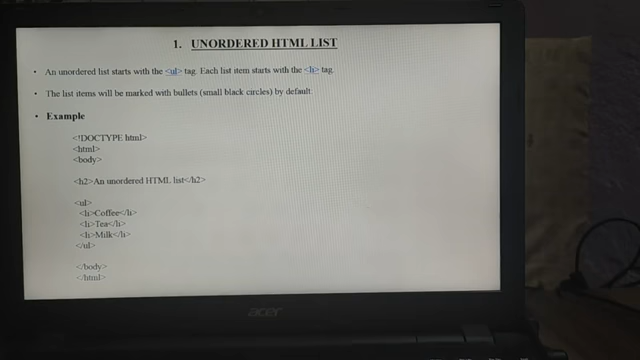 1. UNORDERED HTML LIST
• An unordered list starts with the <ul> tag. Each list item starts with the <li> tag.
• The list items will be marked with bullets (small black circles) by default
• Example
<!DOCTYPE html>
<html>
<body>
<h2>An unordered HTML list</h2>
<ul>
<li>Coffee</li>
<li>Tea</li>
<li>Milk</li>
</ul>
</body>
</html>
acer